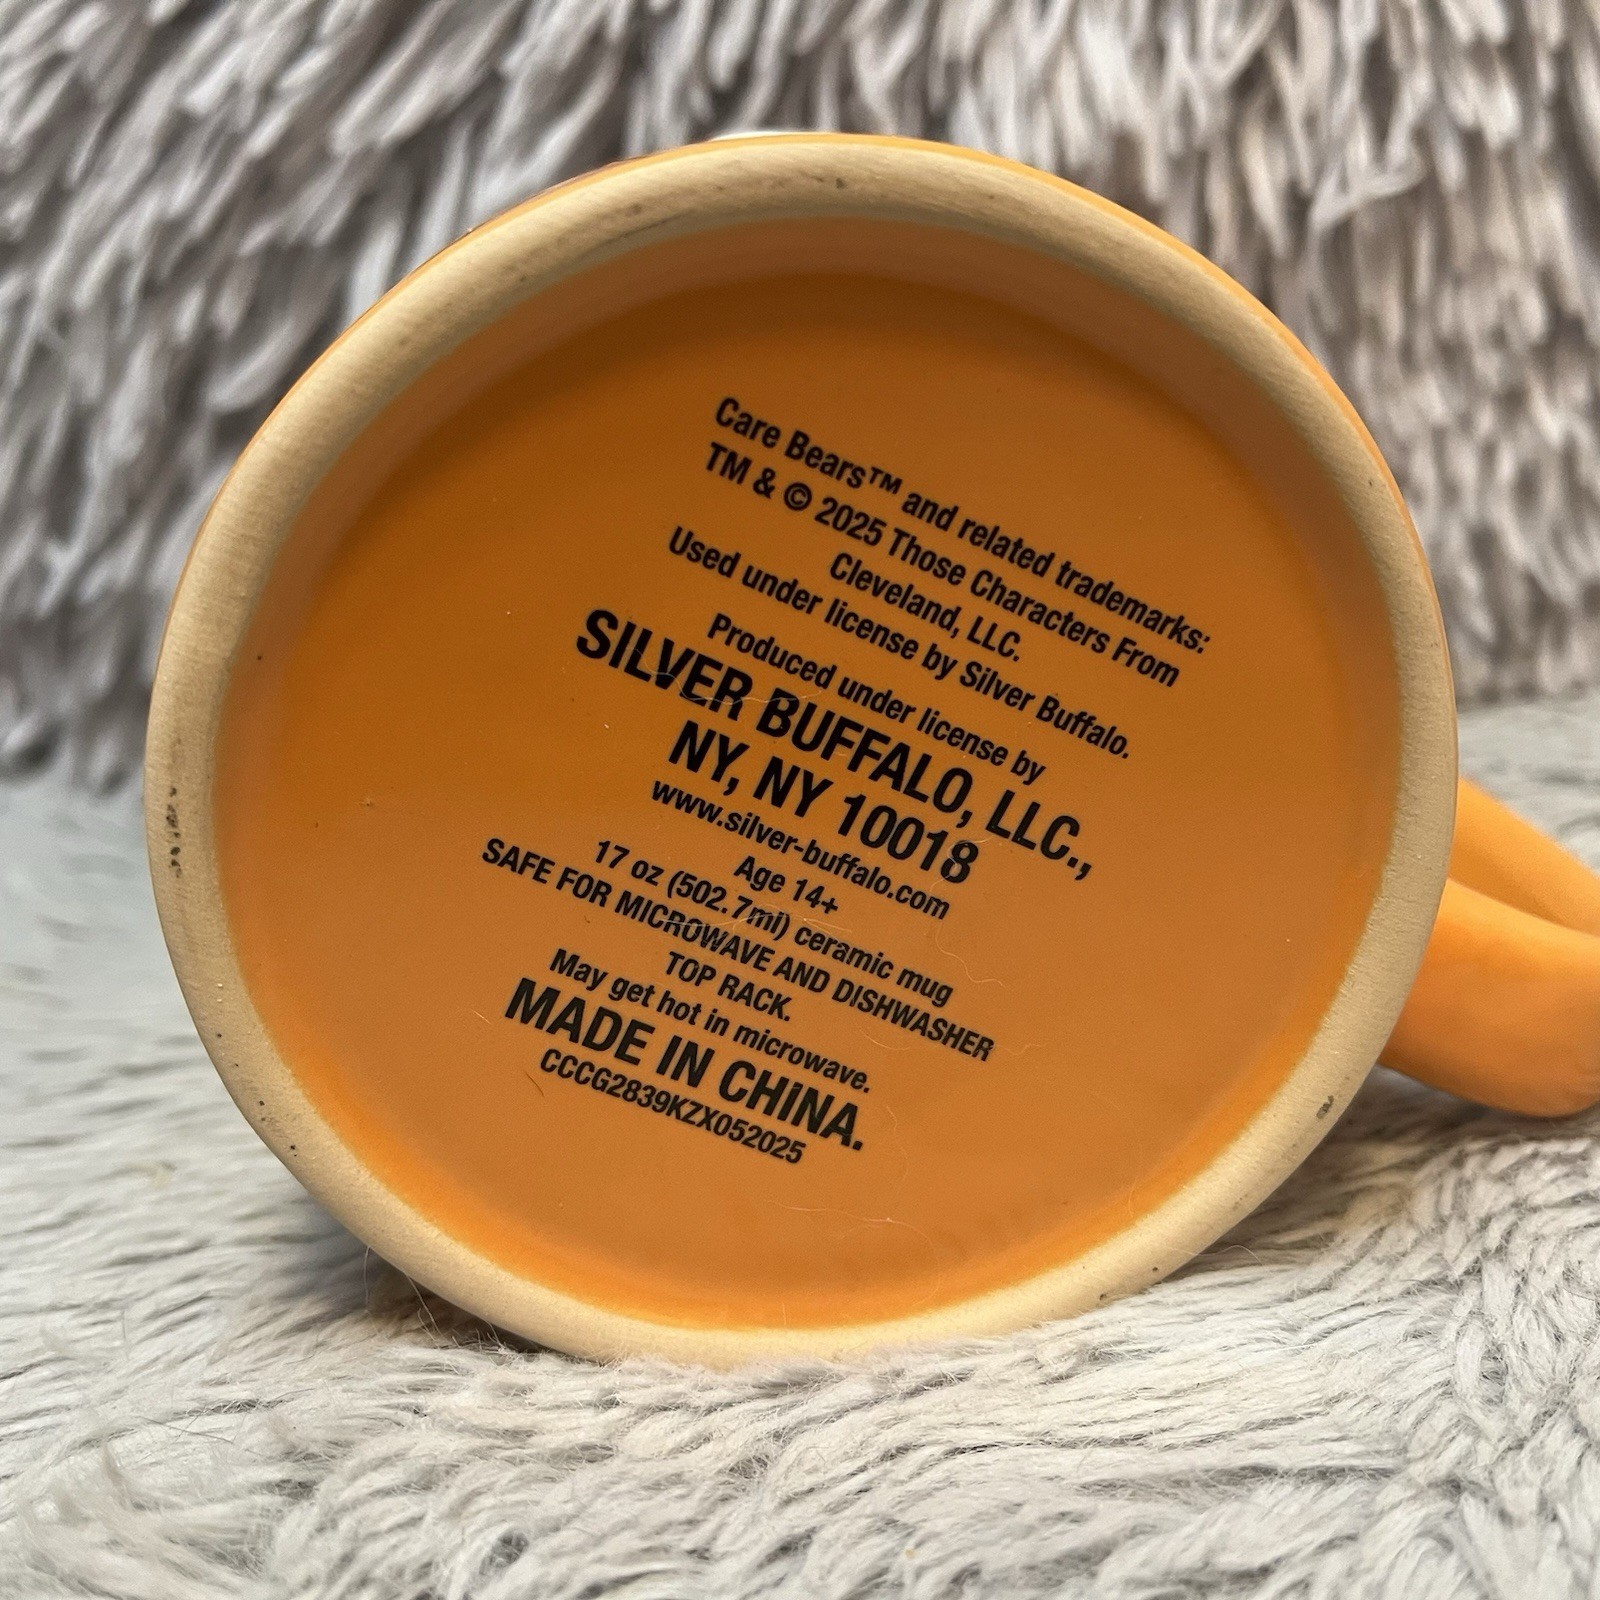 Care Bears™ and related trademarks:
TM & © 2025 Those Characters From
Cleveland, LLC.
Used under license by Silver Buffalo.
Produced under license by
SILVER BUFFALO, LLC.,
NY, NY 10018
www.silver-buffalo.com
Age 14+
17 oz (502.7ml) ceramic mug
SAFE FOR MICROWAVE AND DISHWASHER
TOP RACK.
May get hot in microwave.
MADE IN CHINA.
CCCG2839KZX052025